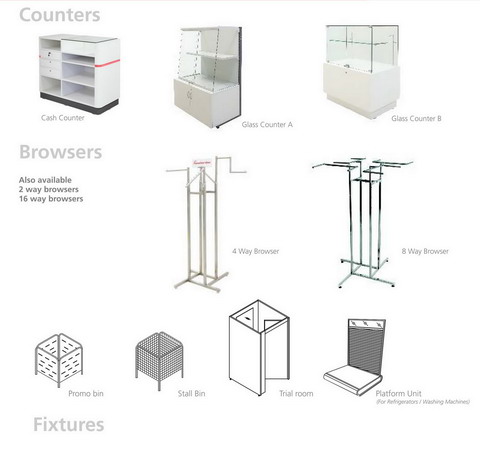 Counters
Cash Counter
Glass Counter A
Glass Counter B
Browsers
Also available
2 way browsers
16 way browsers
4 Way Browser
8 Way Browser
Promo bin
Stall Bin
Trial room
Platform Unit
(For Refrigerators / Washing Machines)
Fixtures